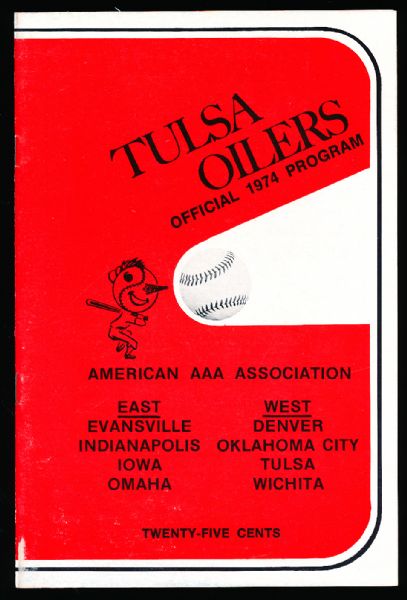 TULSA
OILERS
OFFICIAL 1974 PROGRAM
AMERICAN AAA ASSOCIATION
EAST WEST
EVANSVILLE DENVER
INDIANAPOLIS OKLAHOMA CITY
IOWA TULSA
OMAHA WICHITA
TWENTY-FIVE CENTS